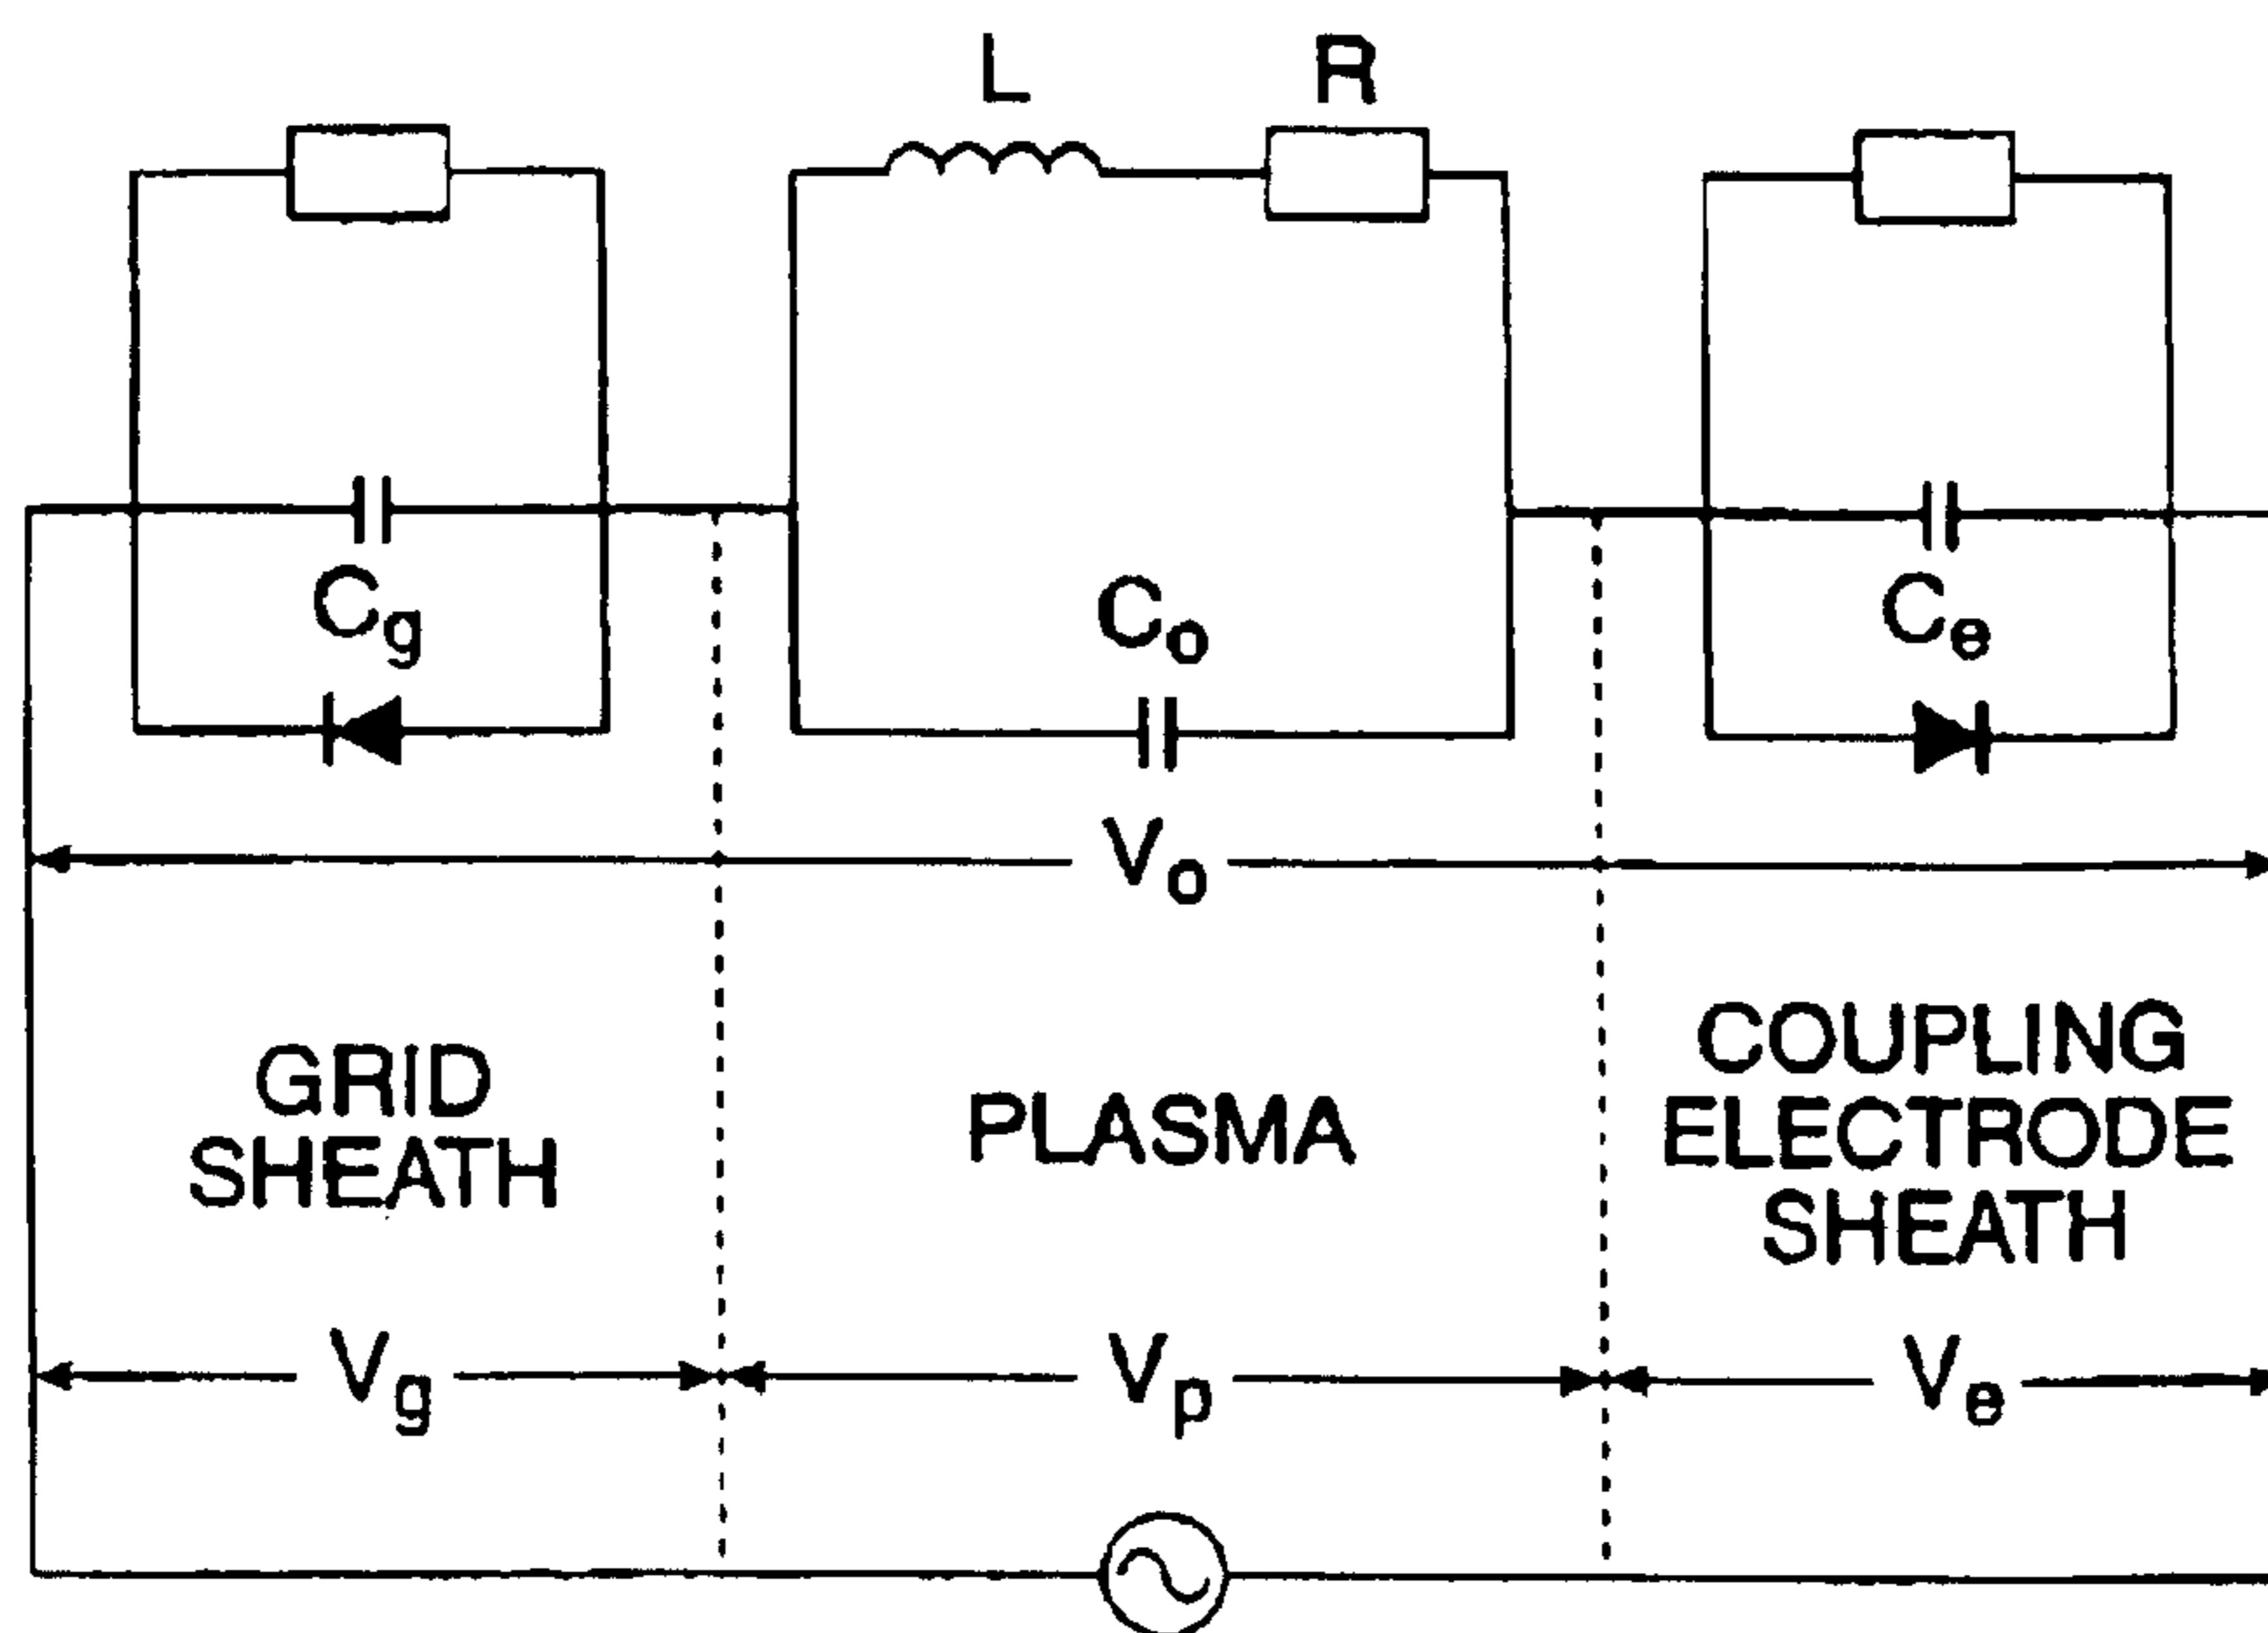 L
R
Cg
Co
Ce
Vo
GRID
SHEATH
PLASMA
COUPLING
ELECTRODE
SHEATH
Vg
Vp
Ve